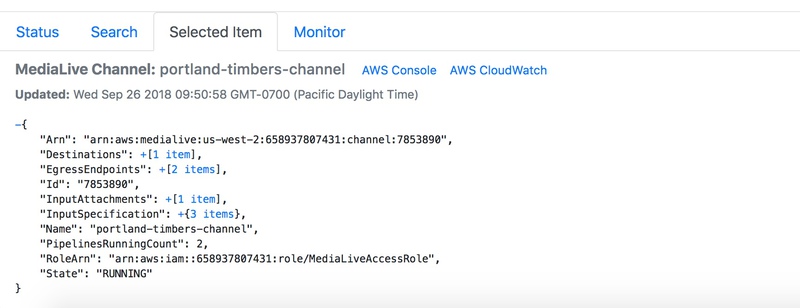 Status Search Selected Item Monitor
MediaLive Channel: portland-timbers-channel AWS Console AWS CloudWatch
Updated: Wed Sep 26 2018 09:50:58 GMT-0700 (Pacific Daylight Time)
−{
"Arn": "arn:aws:medialive:us-west-2:658937807431:channel:7853890",
"Destinations": +[1 item],
"EgressEndpoints": +[2 items],
"Id": "7853890",
"InputAttachments": +[1 item],
"InputSpecification": +{3 items},
"Name": "portland-timbers-channel",
"PipelinesRunningCount": 2,
"RoleArn": "arn:aws:iam::658937807431:role/MediaLiveAccessRole",
"State": "RUNNING"
}